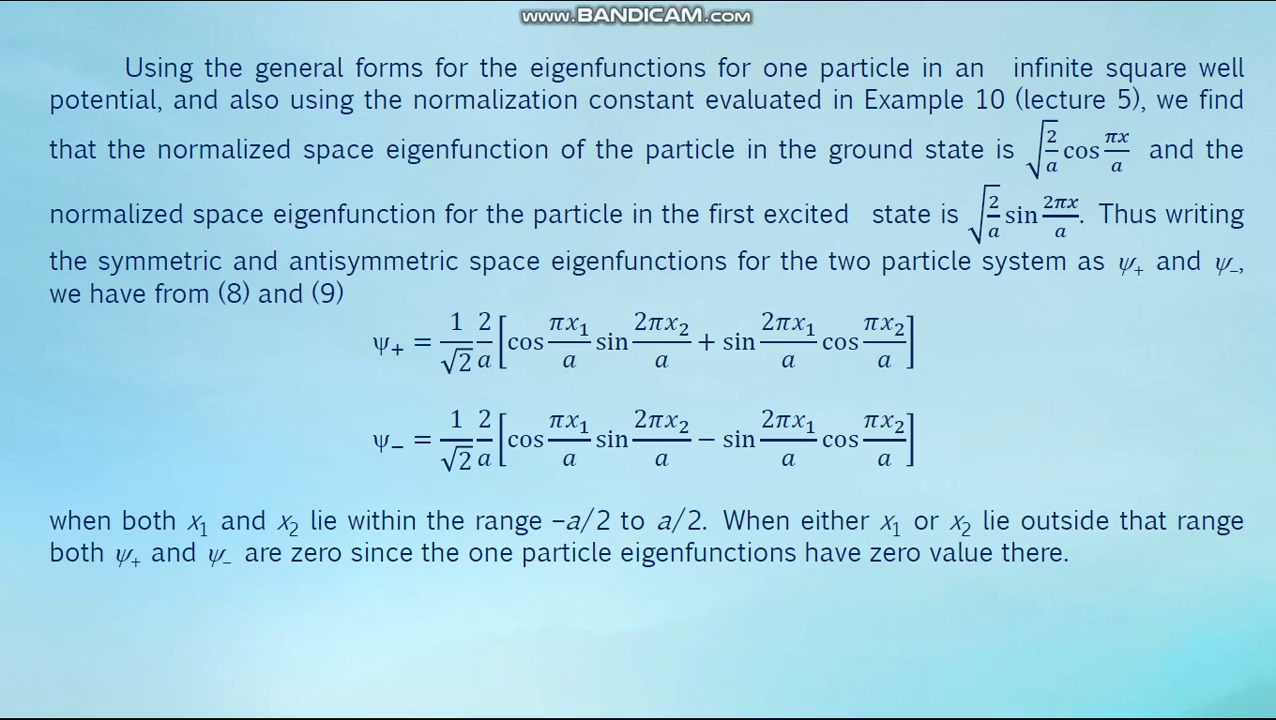 www.BANDICAM.com
Using the general forms for the eigenfunctions for one particle in an infinite square well
potential, and also using the normalization constant evaluated in Example 10 (lecture 5), we find
that the normalized space eigenfunction of the particle in the ground state is √(2/a) cos πx/a and the
normalized space eigenfunction for the particle in the first excited state is √(2/a) sin 2πx/a. Thus writing
the symmetric and antisymmetric space eigenfunctions for the two particle system as ψ₊ and ψ₋,
we have from (8) and (9)
ψ₊ = 1/√2 2/a [cos πx₁/a sin 2πx₂/a + sin 2πx₁/a cos πx₂/a]
ψ₋ = 1/√2 2/a [cos πx₁/a sin 2πx₂/a − sin 2πx₁/a cos πx₂/a]
when both x₁ and x₂ lie within the range –a/2 to a/2. When either x₁ or x₂ lie outside that range
both ψ₊ and ψ₋ are zero since the one particle eigenfunctions have zero value there.